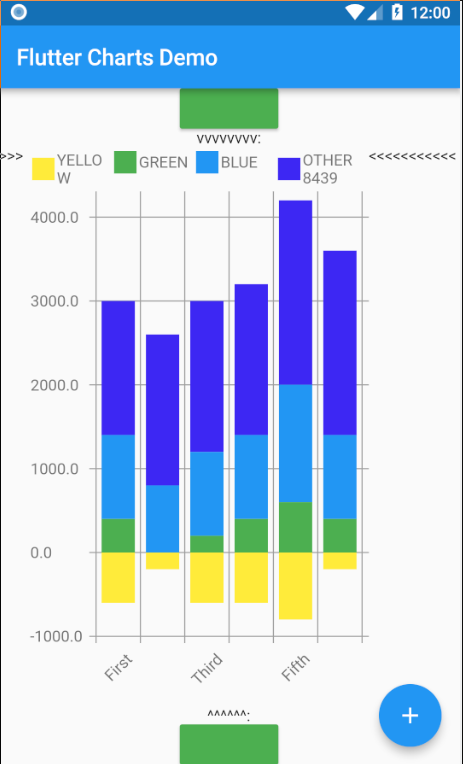 12:00
Flutter Charts Demo
vvvvvvvv:
>>>
YELLO
W
GREEN
BLUE
OTHER
8439
<<<<<<<<<<<
4000.0
3000.0
2000.0
1000.0
0.0
-1000.0
First
Third
Fifth
^^^^^^:
+